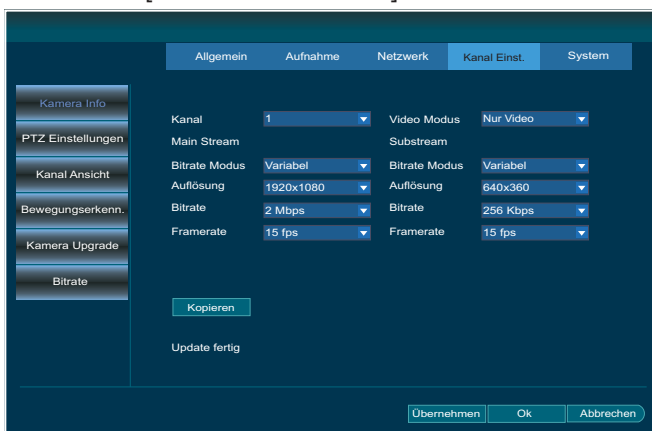 Allgemein Aufnahme Netzwerk Kanal Einst. System
Kamera Info
PTZ Einstellungen
Kanal Ansicht
Bewegungserkenn.
Kamera Upgrade
Bitrate
Kanal 1 Video Modus Nur Video
Main Stream Substream
Bitrate Modus Variabel Bitrate Modus Variabel
Auflösung 1920x1080 Auflösung 640x360
Bitrate 2 Mbps Bitrate 256 Kbps
Framerate 15 fps Framerate 15 fps
Kopieren
Update fertig
Übernehmen Ok Abbrechen